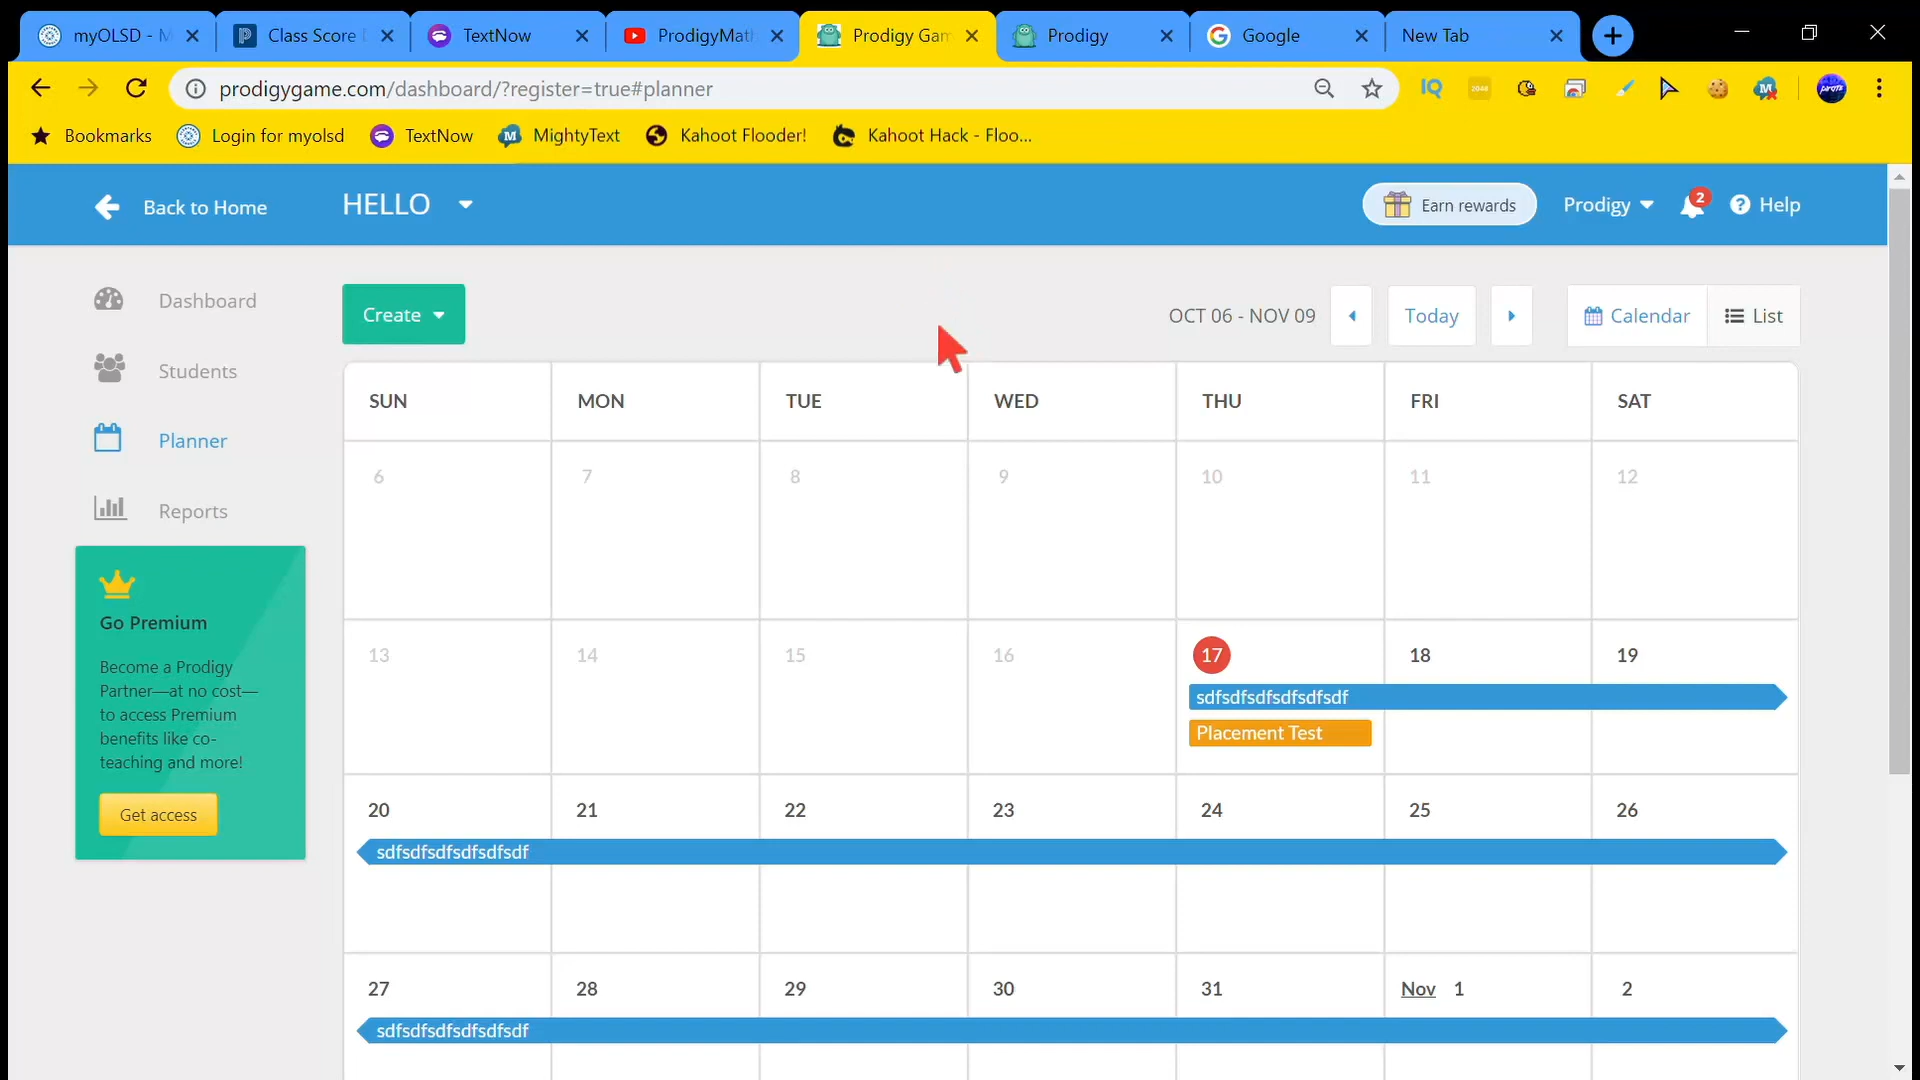 myOLSD - M
Class Score
TextNow
ProdigyMath
Prodigy Gam
Prodigy
Google
New Tab
prodigygame.com/dashboard/?register=true#planner
IQ
2048
Bookmarks
Login for myolsd
TextNow
MightyText
Kahoot Flooder!
Kahoot Hack - Floo...
Back to Home
HELLO
Earn rewards
Prodigy
2
Help
Dashboard
Students
Planner
Reports
Go Premium
Become a Prodigy
Partner—at no cost—
to access Premium
benefits like co-
teaching and more!
Get access
Create
OCT 06 - NOV 09
Today
Calendar
List
SUN MON TUE WED THU FRI SAT
6 7 8 9 10 11 12
13 14 15 16 17 18 19
sdfsdfsdfsdfsdfsdf
Placement Test
20 21 22 23 24 25 26
sdfsdfsdfsdfsdfsdf
27 28 29 30 31 Nov 1 2
sdfsdfsdfsdfsdfsdf